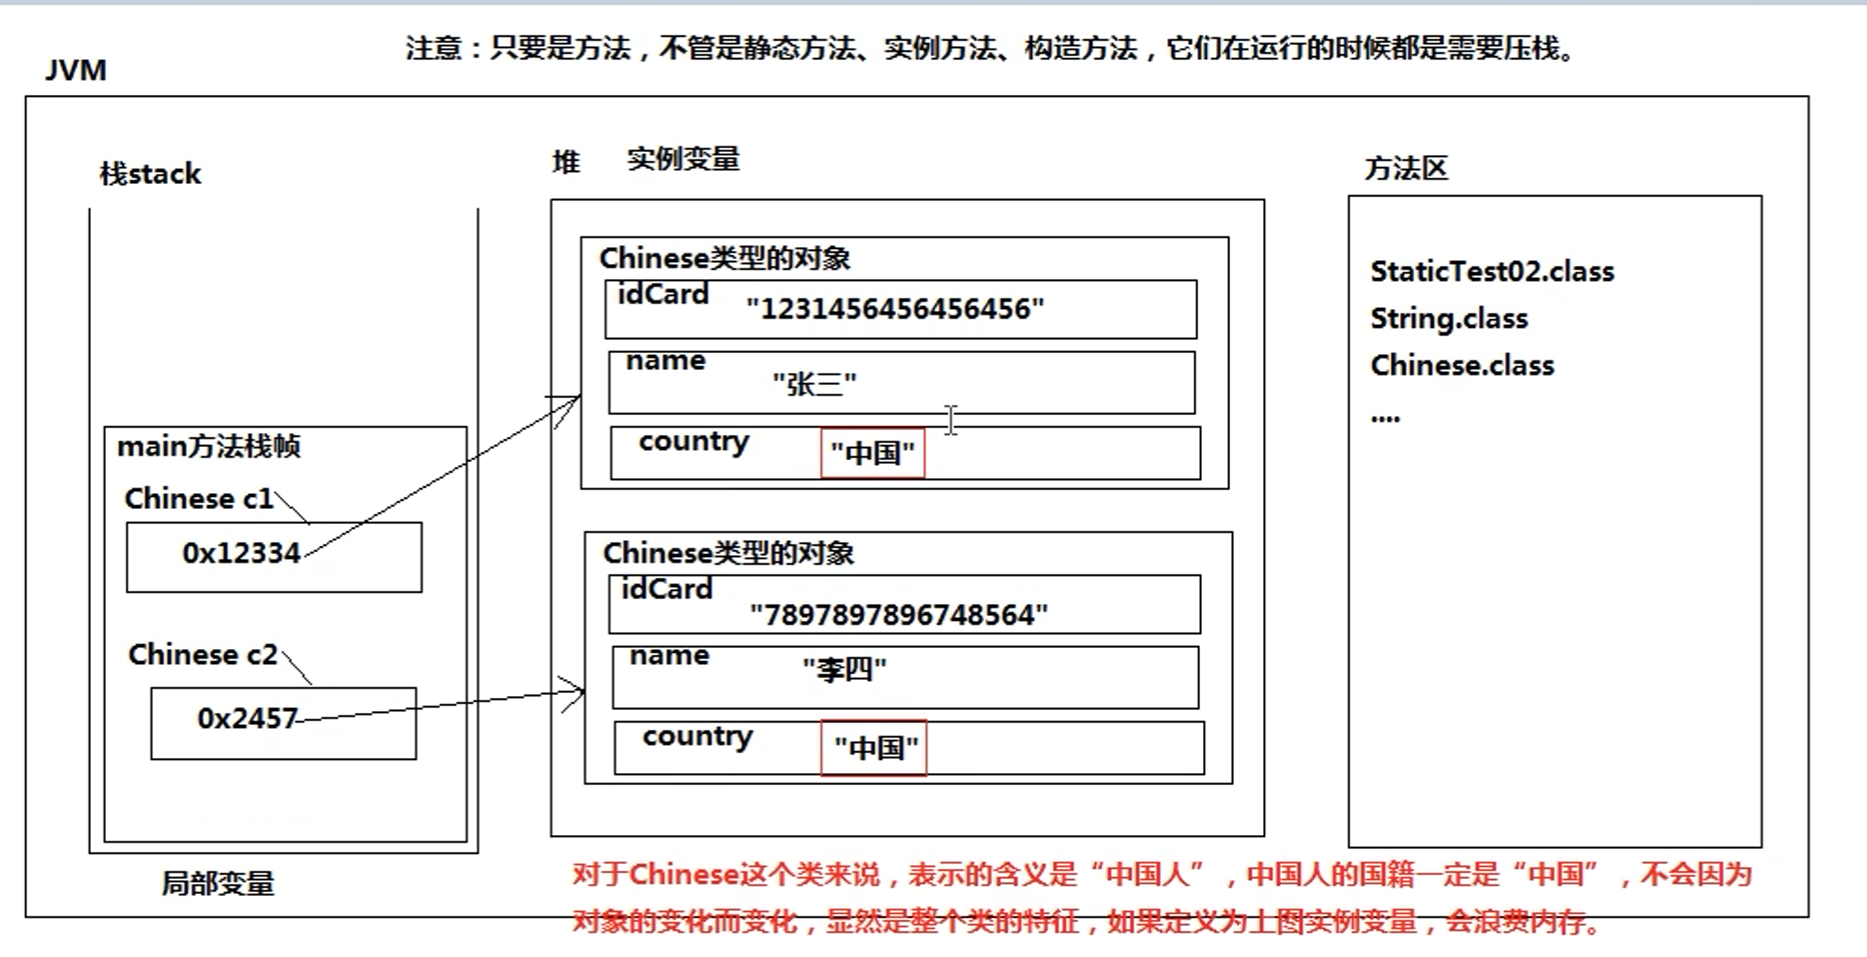 注意：只要是方法，不管是静态方法、实例方法、构造方法，它们在运行的时候都是需要压栈。
JVM
栈stack
main方法栈帧
Chinese c1
0x12334
Chinese c2
0x2457
局部变量
堆 实例变量
Chinese类型的对象
idCard "1231456456456456"
name "张三"
country "中国"
Chinese类型的对象
idCard "7897897896748564"
name "李四"
country "中国"
方法区
StaticTest02.class
String.class
Chinese.class
....
对于Chinese这个类来说，表示的含义是“中国人”，中国人的国籍一定是“中国”，不会因为
对象的变化而变化，显然是整个类的特征，如果定义为上图实例变量，会浪费内存。